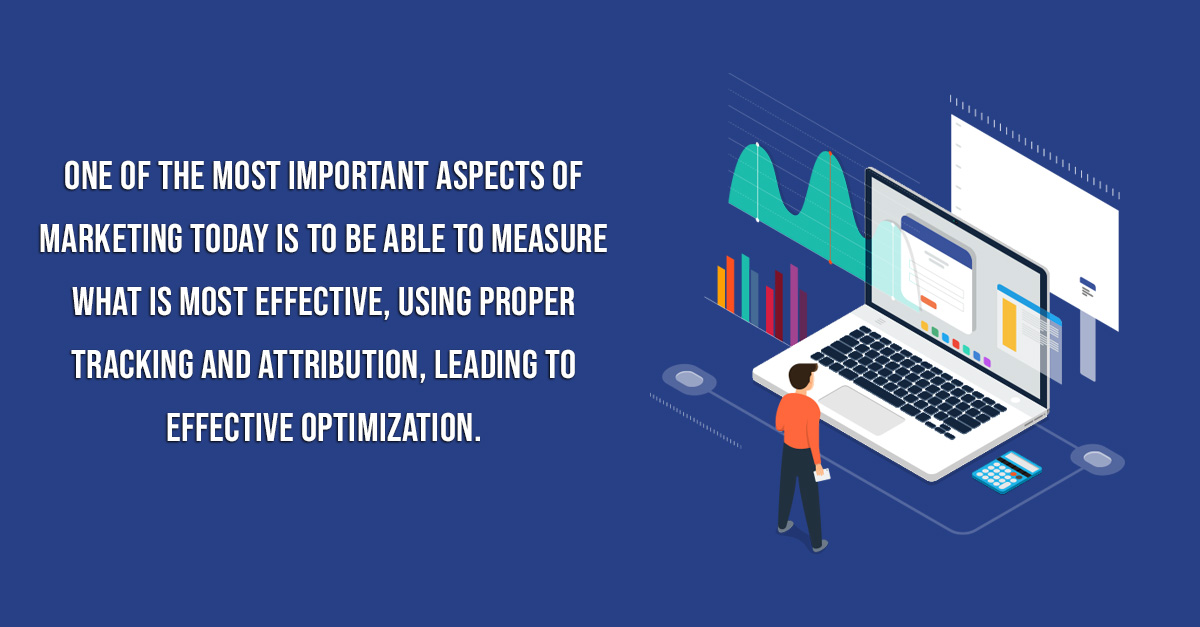 ONE OF THE MOST IMPORTANT ASPECTS OF
MARKETING TODAY IS TO BE ABLE TO MEASURE
WHAT IS MOST EFFECTIVE, USING PROPER
TRACKING AND ATTRIBUTION, LEADING TO
EFFECTIVE OPTIMIZATION.